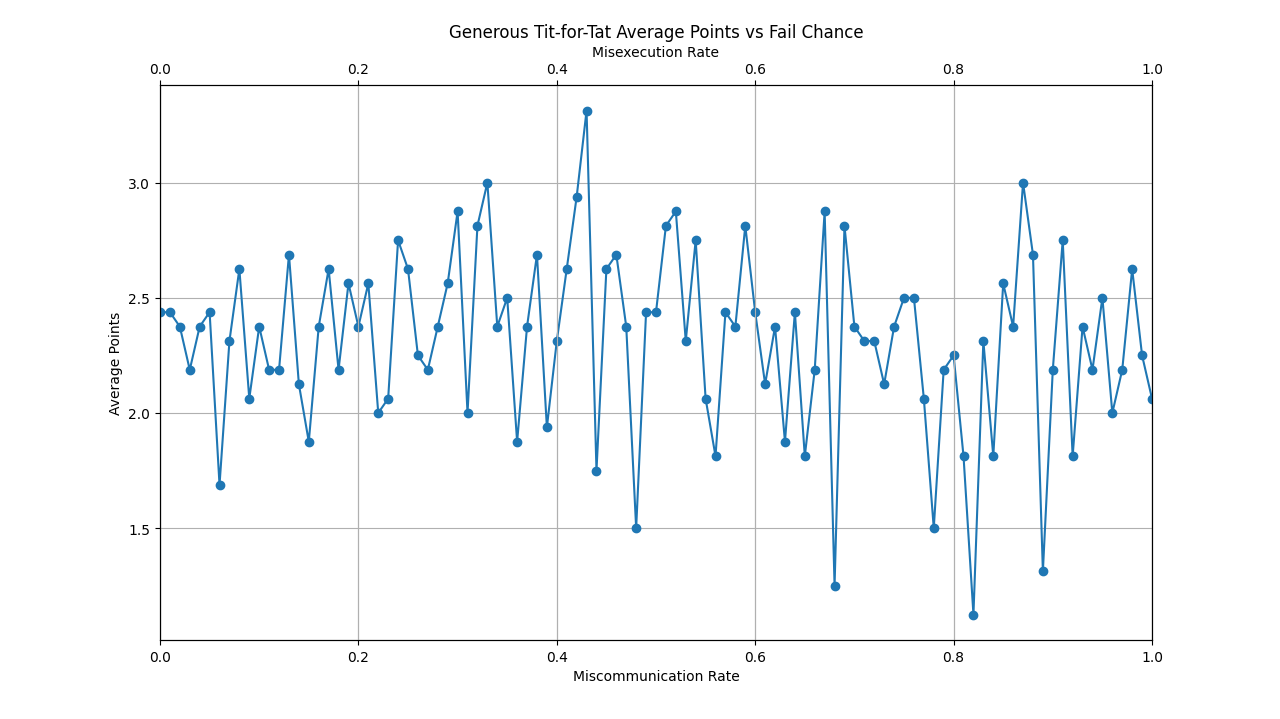 Generous Tit-for-Tat Average Points vs Fail Chance
Misexecution Rate
0.0 0.2 0.4 0.6 0.8 1.0
Average Points
3.0
2.5
2.0
1.5
0.0 0.2 0.4 0.6 0.8 1.0
Miscommunication Rate